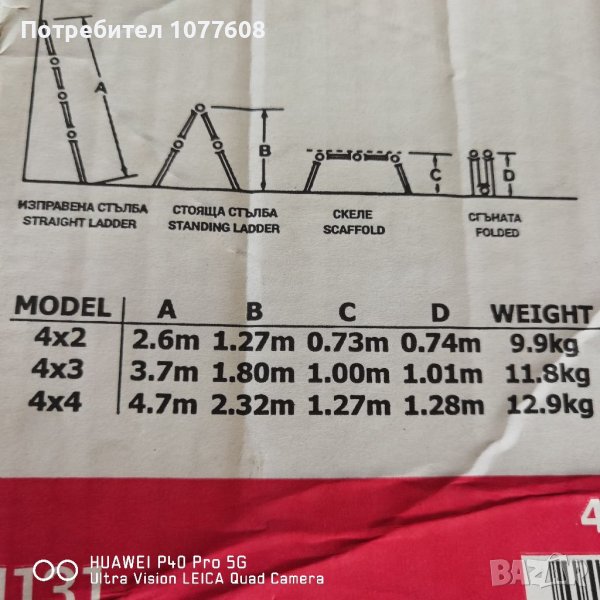 Потребител 1077608
A
B
C
D
ИЗПРАВЕНА СТЪЛБА
STRAIGHT LADDER
СТОЯЩА СТЪЛБА
STANDING LADDER
СКЕЛЕ
SCAFFOLD
СГЪНАТА
FOLDED
MODEL A B C D WEIGHT
4x2 2.6m 1.27m 0.73m 0.74m 9.9kg
4x3 3.7m 1.80m 1.00m 1.01m 11.8kg
4x4 4.7m 2.32m 1.27m 1.28m 12.9kg
4
HUAWEI P40 Pro 5G
Ultra Vision LEICA Quad Camera
BAZAR